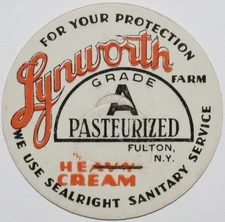 FOR YOUR PROTECTION
Lynworth
FARM
GRADE
A
PASTEURIZED
FULTON,
N.Y.
HEAVY
CREAM
WE USE SEALRIGHT SANITARY SERVICE